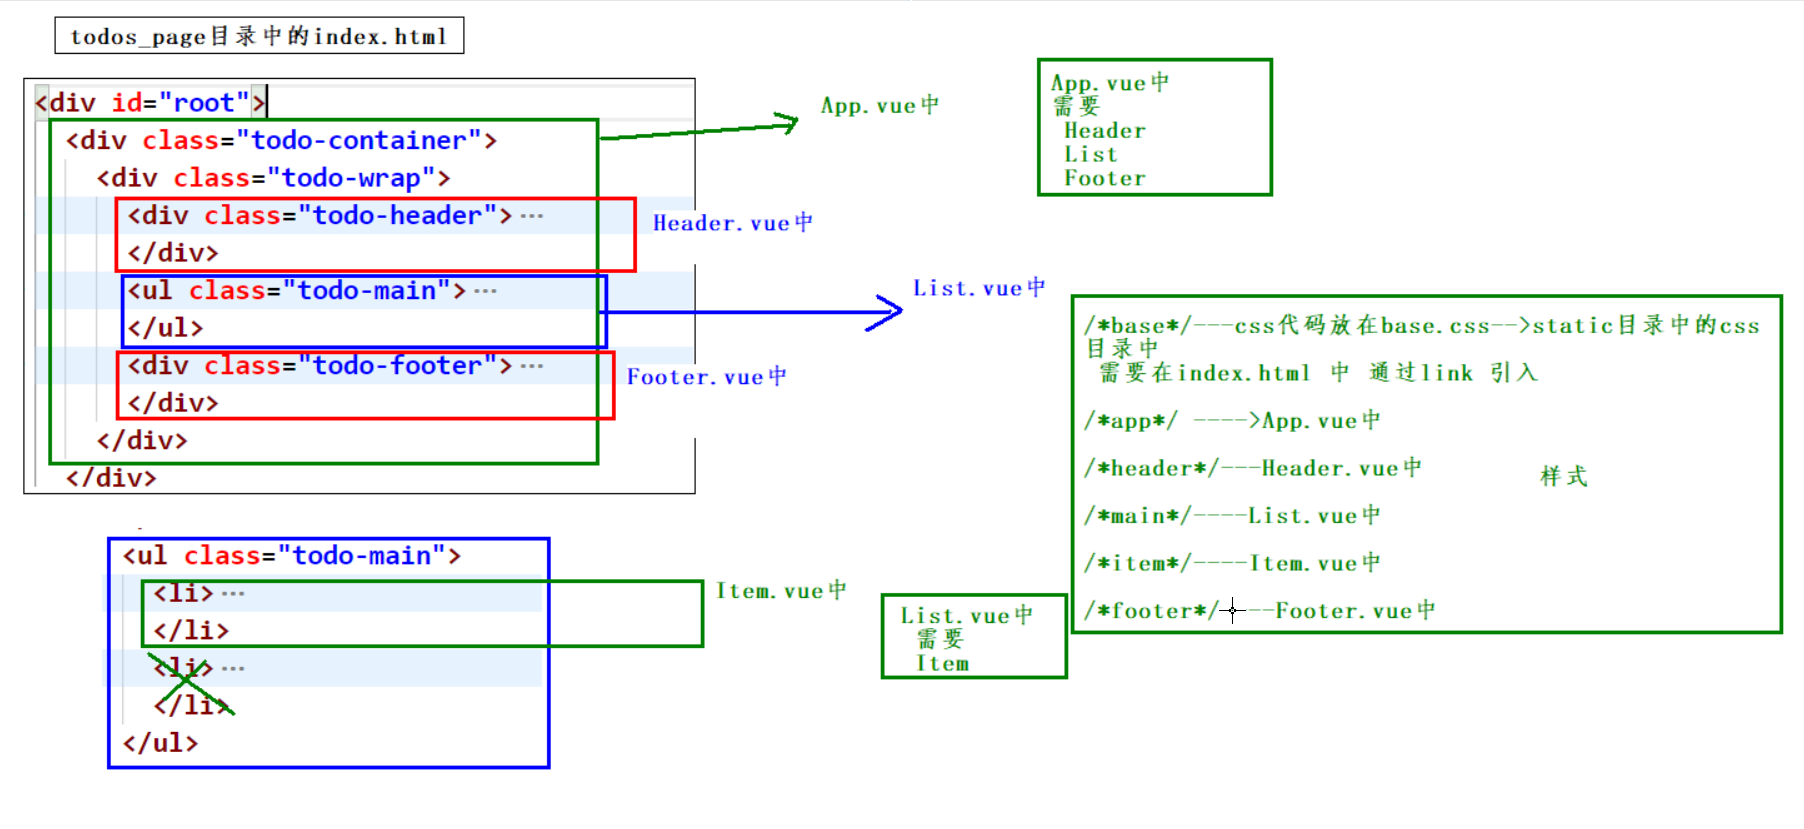 todos_page目录中的index.html
<div id="root">
<div class="todo-container">
<div class="todo-wrap">
<div class="todo-header">···
</div>
<ul class="todo-main">···
</ul>
<div class="todo-footer">···
</div>
</div>
</div>
App.vue中
Header.vue中
List.vue中
Footer.vue中
App.vue中
需要
Header
List
Footer
/*base*/---css代码放在base.css-->static目录中的css
目录中
需要在index.html 中 通过link 引入
/*app*/ ---->App.vue中
/*header*/---Header.vue中
样式
/*main*/----List.vue中
/*item*/----Item.vue中
/*footer*/----Footer.vue中
<ul class="todo-main">
<li>···
</li>
<li>···
</li>
</ul>
Item.vue中
List.vue中
需要
Item